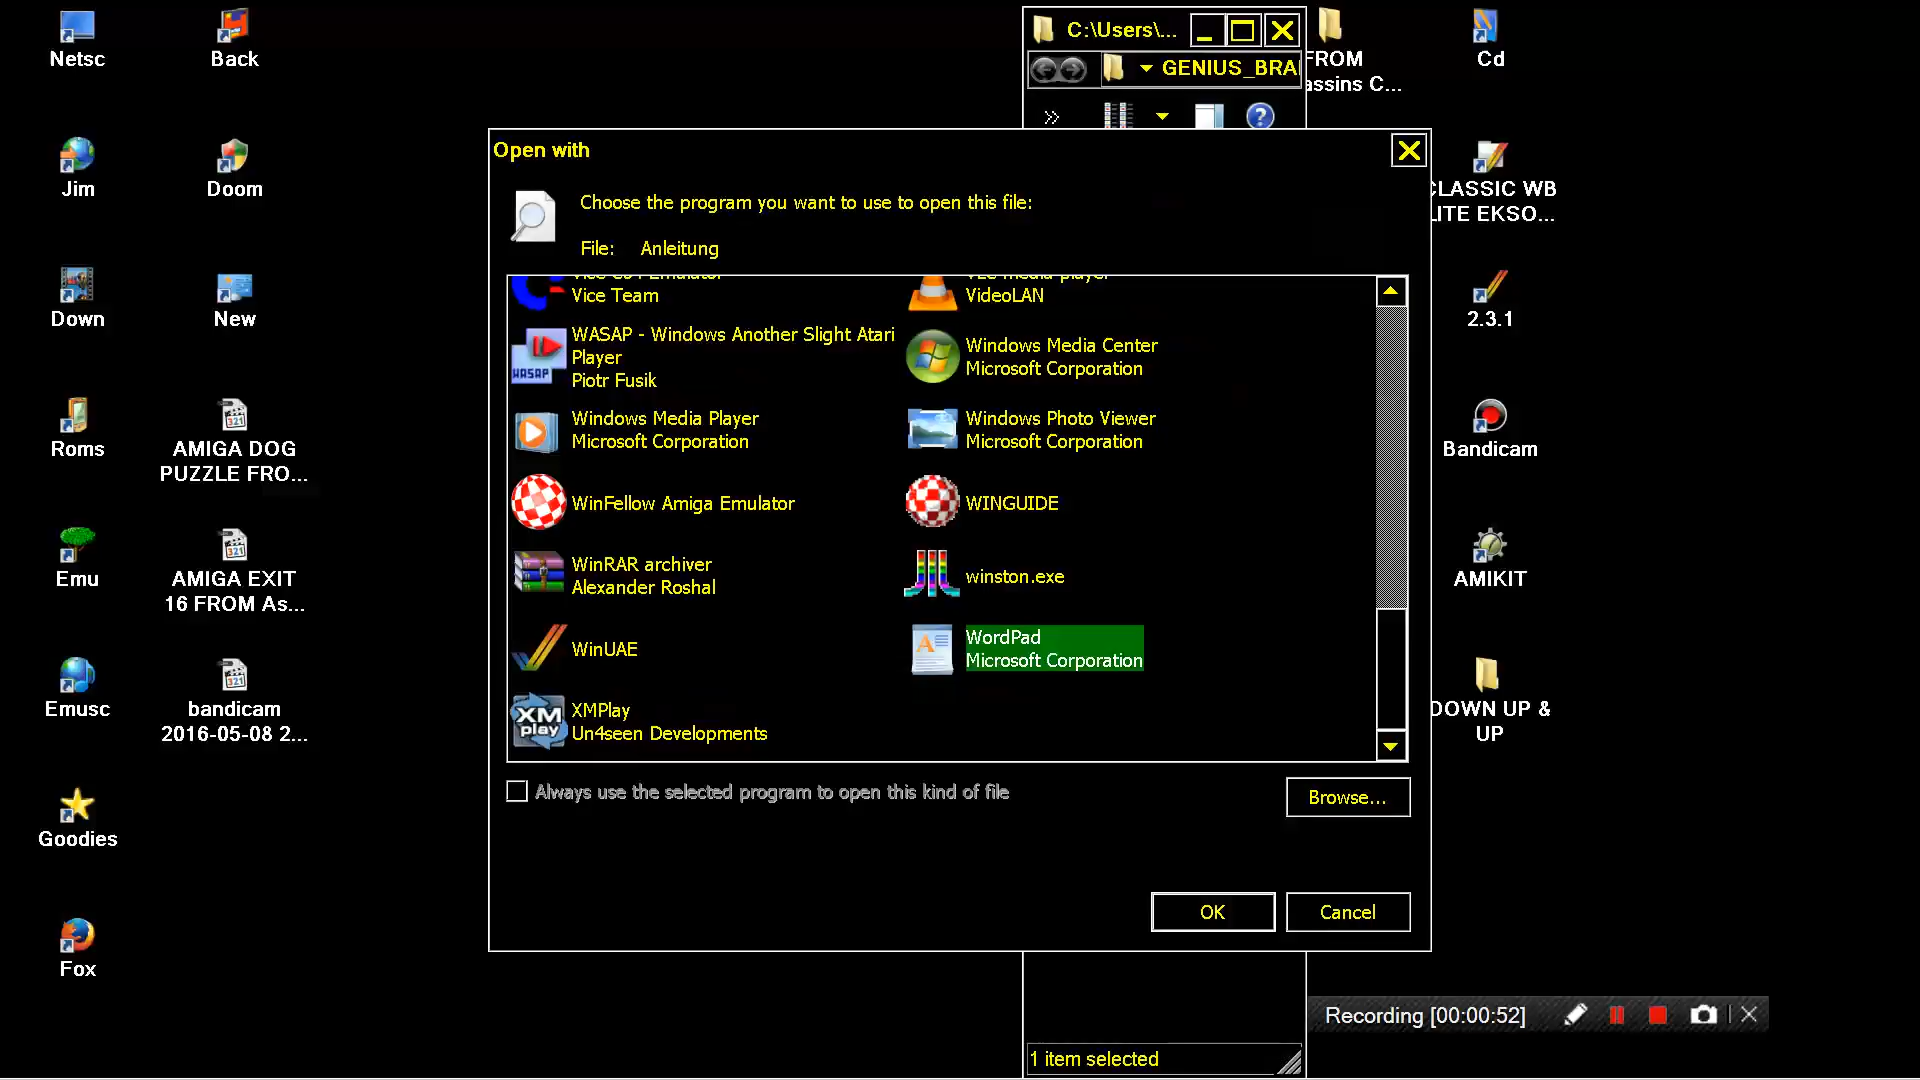 Netsc
Back
Jim
Doom
Down
New
Roms
AMIGA DOG
PUZZLE FRO...
Emu
AMIGA EXIT
16 FROM As...
Emusc
bandicam
2016-05-08 2...
Goodies
Fox
C:\Users\...
GENIUS_BRA
»
Open with
Choose the program you want to use to open this file:
File: Anleitung
Vice Team
VideoLAN
WASAP - Windows Another Slight Atari
Player
Piotr Fusik
WASAP
Windows Media Center
Microsoft Corporation
Windows Media Player
Microsoft Corporation
Windows Photo Viewer
Microsoft Corporation
WinFellow Amiga Emulator
WINGUIDE
WinRAR archiver
Alexander Roshal
winston.exe
WinUAE
WordPad
Microsoft Corporation
XM
play
XMPlay
Un4seen Developments
Always use the selected program to open this kind of file
Browse...
OK
Cancel
1 item selected
FROM
assins C...
Cd
CLASSIC WB
LITE EKSO...
2.3.1
Bandicam
AMIKIT
DOWN UP &
UP
Recording [00:00:52]